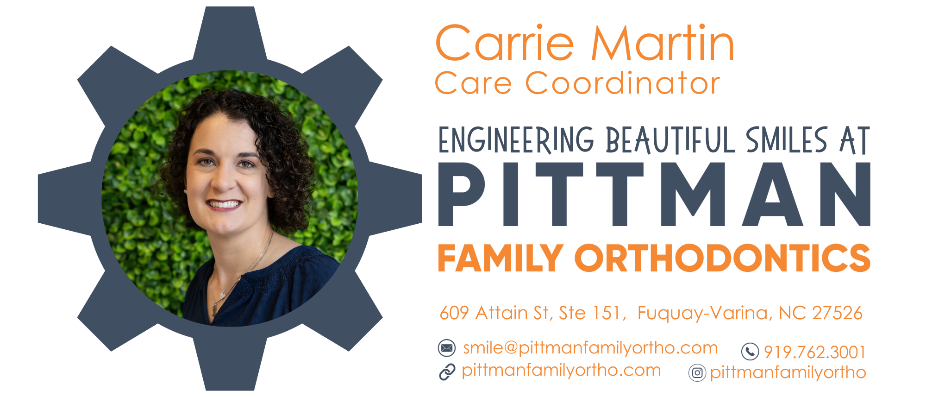 Carrie Martin
Care Coordinator
ENGINEERING BEAUTIFUL SMILES AT
PITTMAN
FAMILY ORTHODONTICS
609 Attain St, Ste 151, Fuquay-Varina, NC 27526
smile@pittmanfamilyortho.com 919.762.3001
pittmanfamilyortho.com pittmanfamilyortho